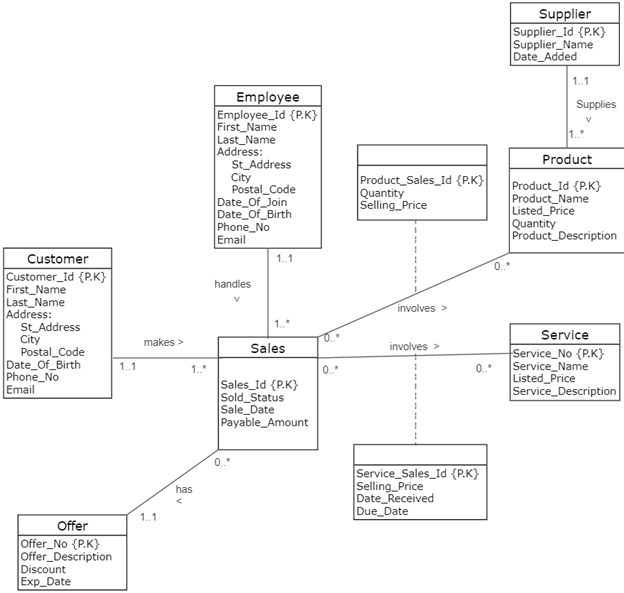 Supplier
Supplier_Id {P.K}
Supplier_Name
Date_Added
1..1
Supplies
v
1..*
Employee
Employee_Id {P.K}
First_Name
Last_Name
Address:
St_Address
City
Postal_Code
Date_Of_Join
Date_Of_Birth
Phone_No
Email
1..1
handles
v
1..*
Product_Sales_Id {P.K}
Quantity
Selling_Price
Product
Product_Id {P.K}
Product_Name
Listed_Price
Quantity
Product_Description
0..*
involves >
0..*
Customer
Customer_Id {P.K}
First_Name
Last_Name
Address:
St_Address
City
Postal_Code
Date_Of_Birth
Phone_No
Email
makes >
1..1
1..*
Sales
Sales_Id {P.K}
Sold_Status
Sale_Date
Payable_Amount
involves >
0..*
0..*
Service
Service_No {P.K}
Service_Name
Listed_Price
Service_Description
Service_Sales_Id {P.K}
Selling_Price
Date_Received
Due_Date
0..*
has
<
1..1
Offer
Offer_No {P.K}
Offer_Description
Discount
Exp_Date